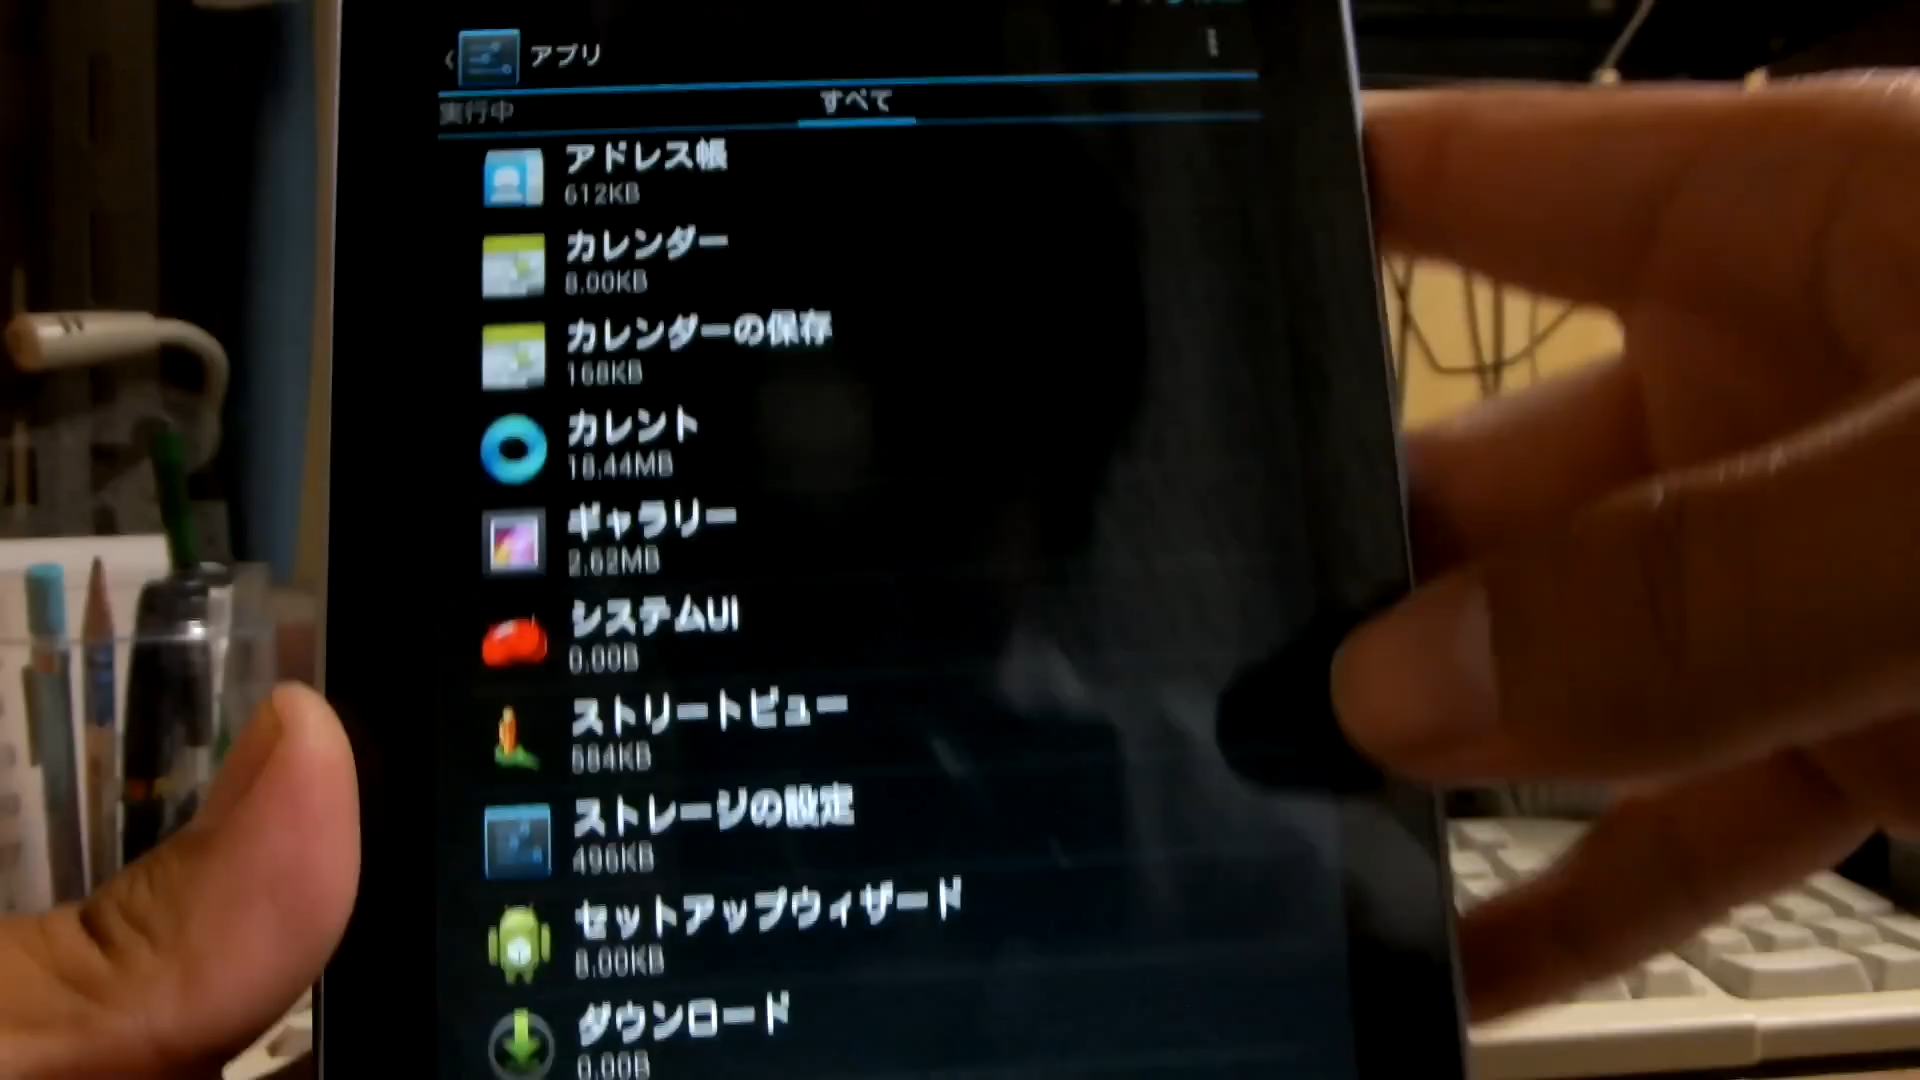 アプリ
実行中
すべて
アドレス帳
612KB
カレンダー
8.00KB
カレンダーの保存
168KB
カレント
18.44MB
ギャラリー
2.62MB
システムUI
0.00B
ストリートビュー
584KB
ストレージの設定
496KB
セットアップウィザード
8.00KB
ダウンロード
0.00B